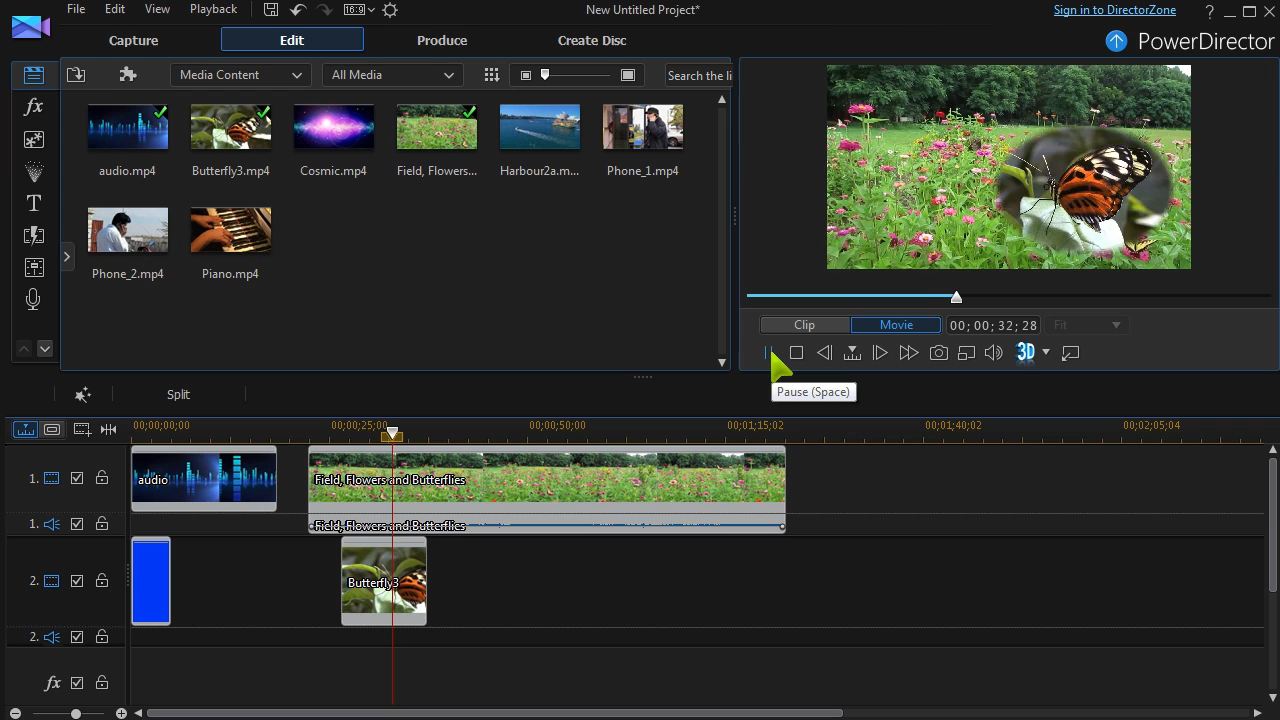 File Edit View Playback 16:9 New Untitled Project* Sign in to DirectorZone ?
Capture Edit Produce Create Disc PowerDirector
Media Content All Media Search the li
audio.mp4 Butterfly3.mp4 Cosmic.mp4 Field, Flowers... Harbour2a.m... Phone_1.mp4
Phone_2.mp4 Piano.mp4
fx
T
Clip Movie 00; 00; 32; 28 Fit
3D
Pause (Space)
Split
00;00;00;00 00;00;25;00 00;00;50;00 00;01;15;02 00;01;40;02 00;02;05;04
1. audio Field, Flowers and Butterflies
1. Field, Flowers and Butterflies
2. Butterfly3
2.
fx